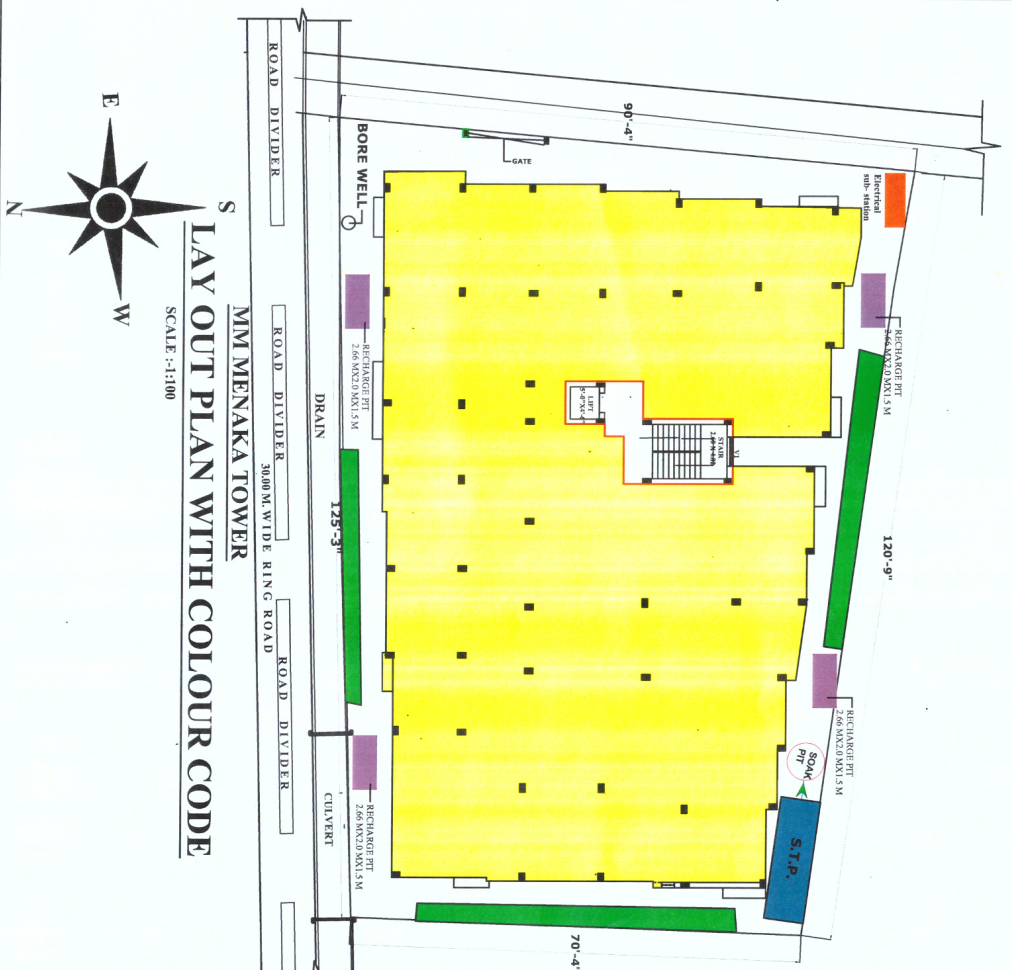 LAY OUT PLAN WITH COLOUR CODE
MM MENAKA TOWER
SCALE :-1:100
E
N
S
W
ROAD DIVIDER
ROAD DIVIDER
ROAD DIVIDER
30.00 M. WIDE RING ROAD
DRAIN
CULVERT
BORE WELL
125'-3"
90'-4"
120'-9"
70'-4"
GATE
Electrical
sub- station
RECHARGE PIT
2.66 MX2.0 MX1.5 M
RECHARGE PIT
2.66 MX2.0 MX1.5 M
RECHARGE PIT
2.66 MX2.0 MX1.5 M
RECHARGE PIT
2.66 MX2.0 MX1.5 M
LIFT
STAIR
V1
SOAK
PIT
S.T.P.